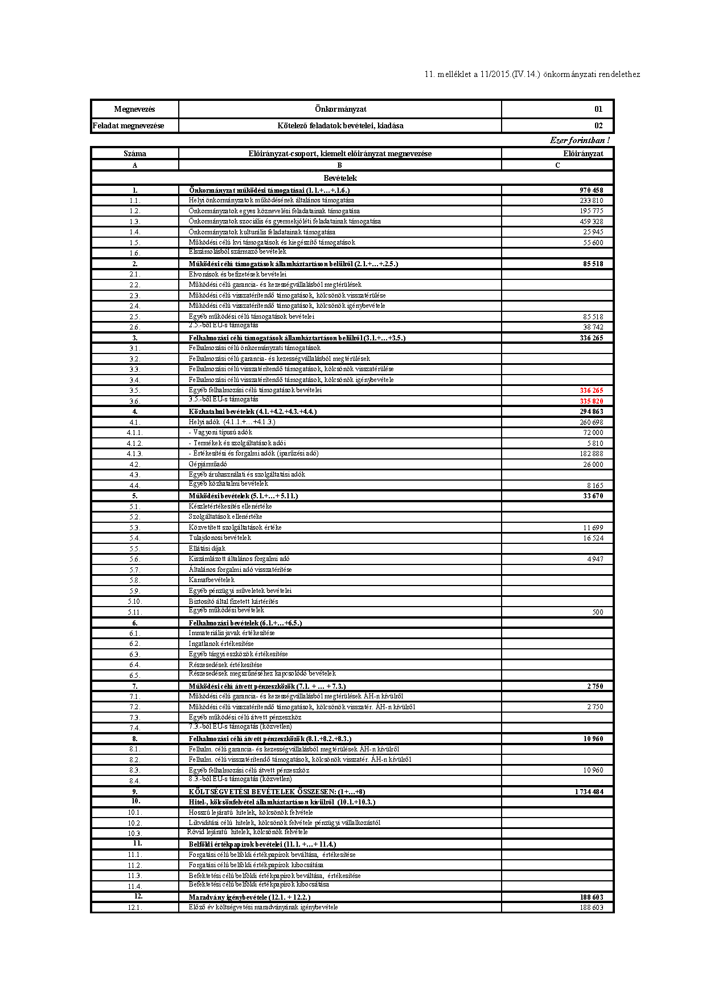 11. melléklet a 11/2015.(IV.14.) önkormányzati rendelethez
Megnevezés Önkormányzat 01
Feladat megnevezése Kötelező feladatok bevételei, kiadása 02
Ezer forintban !
Száma Előirányzat-csoport, kiemelt előirányzat megnevezése Előirányzat
A B C
Bevételek
1. Önkormányzat működési támogatásai (1.1.+…+.1.6.) 970 458
1.1. Helyi önkormányzatok működésének általános támogatása 233 810
1.2. Önkormányzatok egyes köznevelési feladatainak támogatása 195 775
1.3. Önkormányzatok szociális és gyermekjóléti feladatainak támogatása 459 328
1.4. Önkormányzatok kulturális feladatainak támogatása 25 945
1.5. Működési célú kvi támogatások és kiegészítő támogatások 55 600
1.6. Elszámolásból származó bevételek
2. Működési célú támogatások államháztartáson belülről (2.1.+…+.2.5.) 85 518
2.1. Elvonások és befizetések bevételei
2.2. Működési célú garancia- és kezességvállalásból megtérülések
2.3. Működési célú visszatérítendő támogatások, kölcsönök visszatérülése
2.4. Működési célú visszatérítendő támogatások, kölcsönök igénybevétele
2.5. Egyéb működési célú támogatások bevételei 85 518
2.6. 2.5.-ből EU-s támogatás 38 742
3. Felhalmozási célú támogatások államháztartáson belülről (3.1.+…+3.5.) 336 265
3.1. Felhalmozási célú önkormányzati támogatások
3.2. Felhalmozási célú garancia- és kezességvállalásból megtérülések
3.3. Felhalmozási célú visszatérítendő támogatások, kölcsönök visszatérülése
3.4. Felhalmozási célú visszatérítendő támogatások, kölcsönök igénybevétele
3.5. Egyéb felhalmozási célú támogatások bevételei 336 265
3.6. 3.5.-ből EU-s támogatás 335 820
4. Közhatalmi bevételek (4.1.+4.2.+4.3.+4.4.) 294 863
4.1. Helyi adók (4.1.1.+…+4.1.3.) 260 698
4.1.1. - Vagyoni típusú adók 72 000
4.1.2. - Termékek és szolgáltatások adói 5 810
4.1.3. - Értékesítési és forgalmi adók (iparűzési adó) 182 888
4.2. Gépjárműadó 26 000
4.3. Egyéb áruhasználati és szolgáltatási adók
4.4. Egyéb közhatalmi bevételek 8 165
5. Működési bevételek (5.1.+…+ 5.11.) 33 670
5.1. Készletértékesítés ellenértéke
5.2. Szolgáltatások ellenértéke
5.3. Közvetített szolgáltatások értéke 11 699
5.4. Tulajdonosi bevételek 16 524
5.5. Ellátási díjak
5.6. Kiszámlázott általános forgalmi adó 4 947
5.7. Általános forgalmi adó visszatérítése
5.8. Kamatbevételek
5.9. Egyéb pénzügyi műveletek bevételei
5.10. Biztosító által fizetett kártérítés
5.11. Egyéb működési bevételek 500
6. Felhalmozási bevételek (6.1.+…+6.5.)
6.1. Immateriális javak értékesítése
6.2. Ingatlanok értékesítése
6.3. Egyéb tárgyi eszközök értékesítése
6.4. Részesedések értékesítése
6.5. Részesedések megszűnéséhez kapcsolódó bevételek
7. Működési célú átvett pénzeszközök (7.1. + … + 7.3.) 2 750
7.1. Működési célú garancia- és kezességvállalásból megtérülések ÁH-n kívülről
7.2. Működési célú visszatérítendő támogatások, kölcsönök visszatér. ÁH-n kívülről 2 750
7.3. Egyéb működési célú átvett pénzeszköz
7.4. 7.3.-ból EU-s támogatás (közvetlen)
8. Felhalmozási célú átvett pénzeszközök (8.1.+8.2.+8.3.) 10 960
8.1. Felhalm. célú garancia- és kezességvállalásból megtérülések ÁH-n kívülről
8.2. Felhalm. célú visszatérítendő támogatások, kölcsönök visszatér. ÁH-n kívülről
8.3. Egyéb felhalmozási célú átvett pénzeszköz 10 960
8.4. 8.3.-ból EU-s támogatás (közvetlen)
9. KÖLTSÉGVETÉSI BEVÉTELEK ÖSSZESEN: (1+…+8) 1 734 484
10. Hitel-, kölcsönfelvétel államháztartáson kívülről (10.1.+10.3.)
10.1. Hosszú lejáratú hitelek, kölcsönök felvétele
10.2. Likviditási célú hitelek, kölcsönök felvétele pénzügyi vállalkozástól
10.3. Rövid lejáratú hitelek, kölcsönök felvétele
11. Belföldi értékpapírok bevételei (11.1. +…+ 11.4.)
11.1. Forgatási célú belföldi értékpapírok beváltása, értékesítése
11.2. Forgatási célú belföldi értékpapírok kibocsátása
11.3. Befektetési célú belföldi értékpapírok beváltása, értékesítése
11.4. Befektetési célú belföldi értékpapírok kibocsátása
12. Maradvány igénybevétele (12.1. + 12.2.) 188 603
12.1. Előző év költségvetési maradványának igénybevétele 188 603